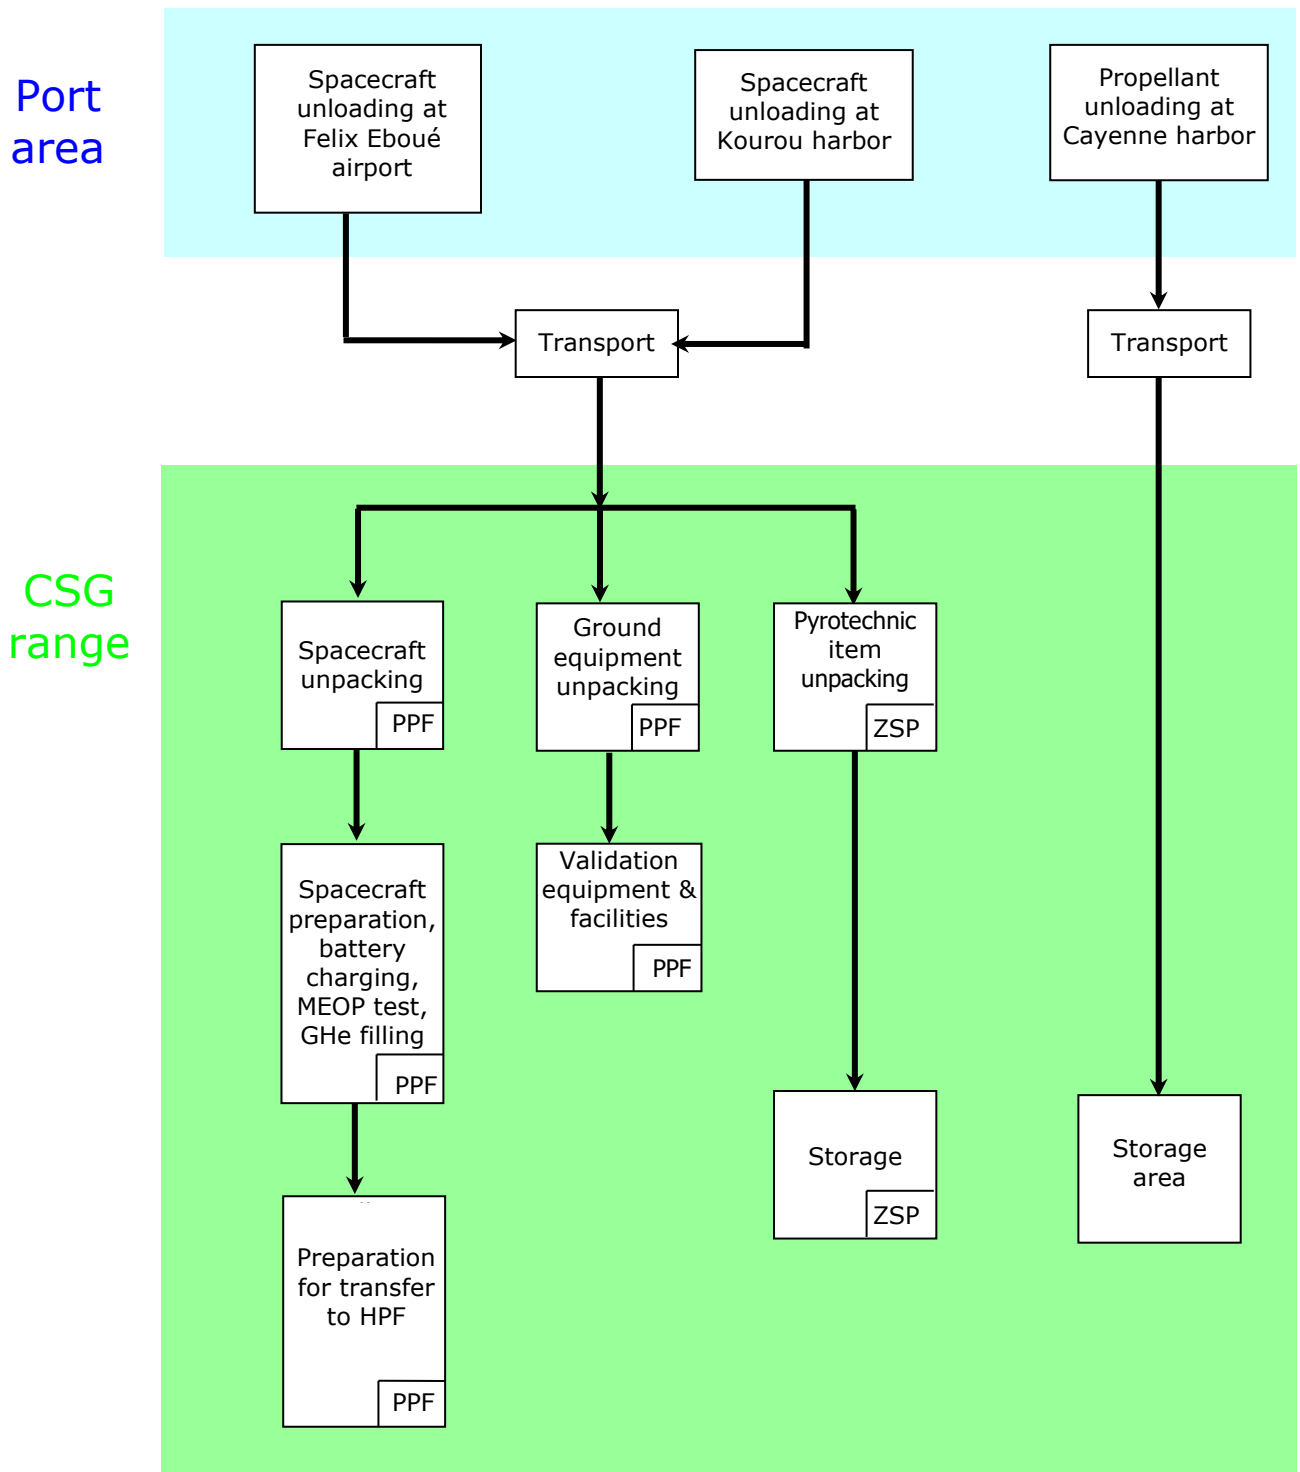 Port
area
Spacecraft
unloading at
Felix Eboué
airport
Spacecraft
unloading at
Kourou harbor
Propellant
unloading at
Cayenne harbor
Transport
Transport
CSG
range
Spacecraft
unpacking
PPF
Ground
equipment
unpacking
PPF
Pyrotechnic
item
unpacking
ZSP
Spacecraft
preparation,
battery
charging,
MEOP test,
GHe filling
PPF
Validation
equipment &
facilities
PPF
Storage
ZSP
Storage
area
Preparation
for transfer
to HPF
PPF